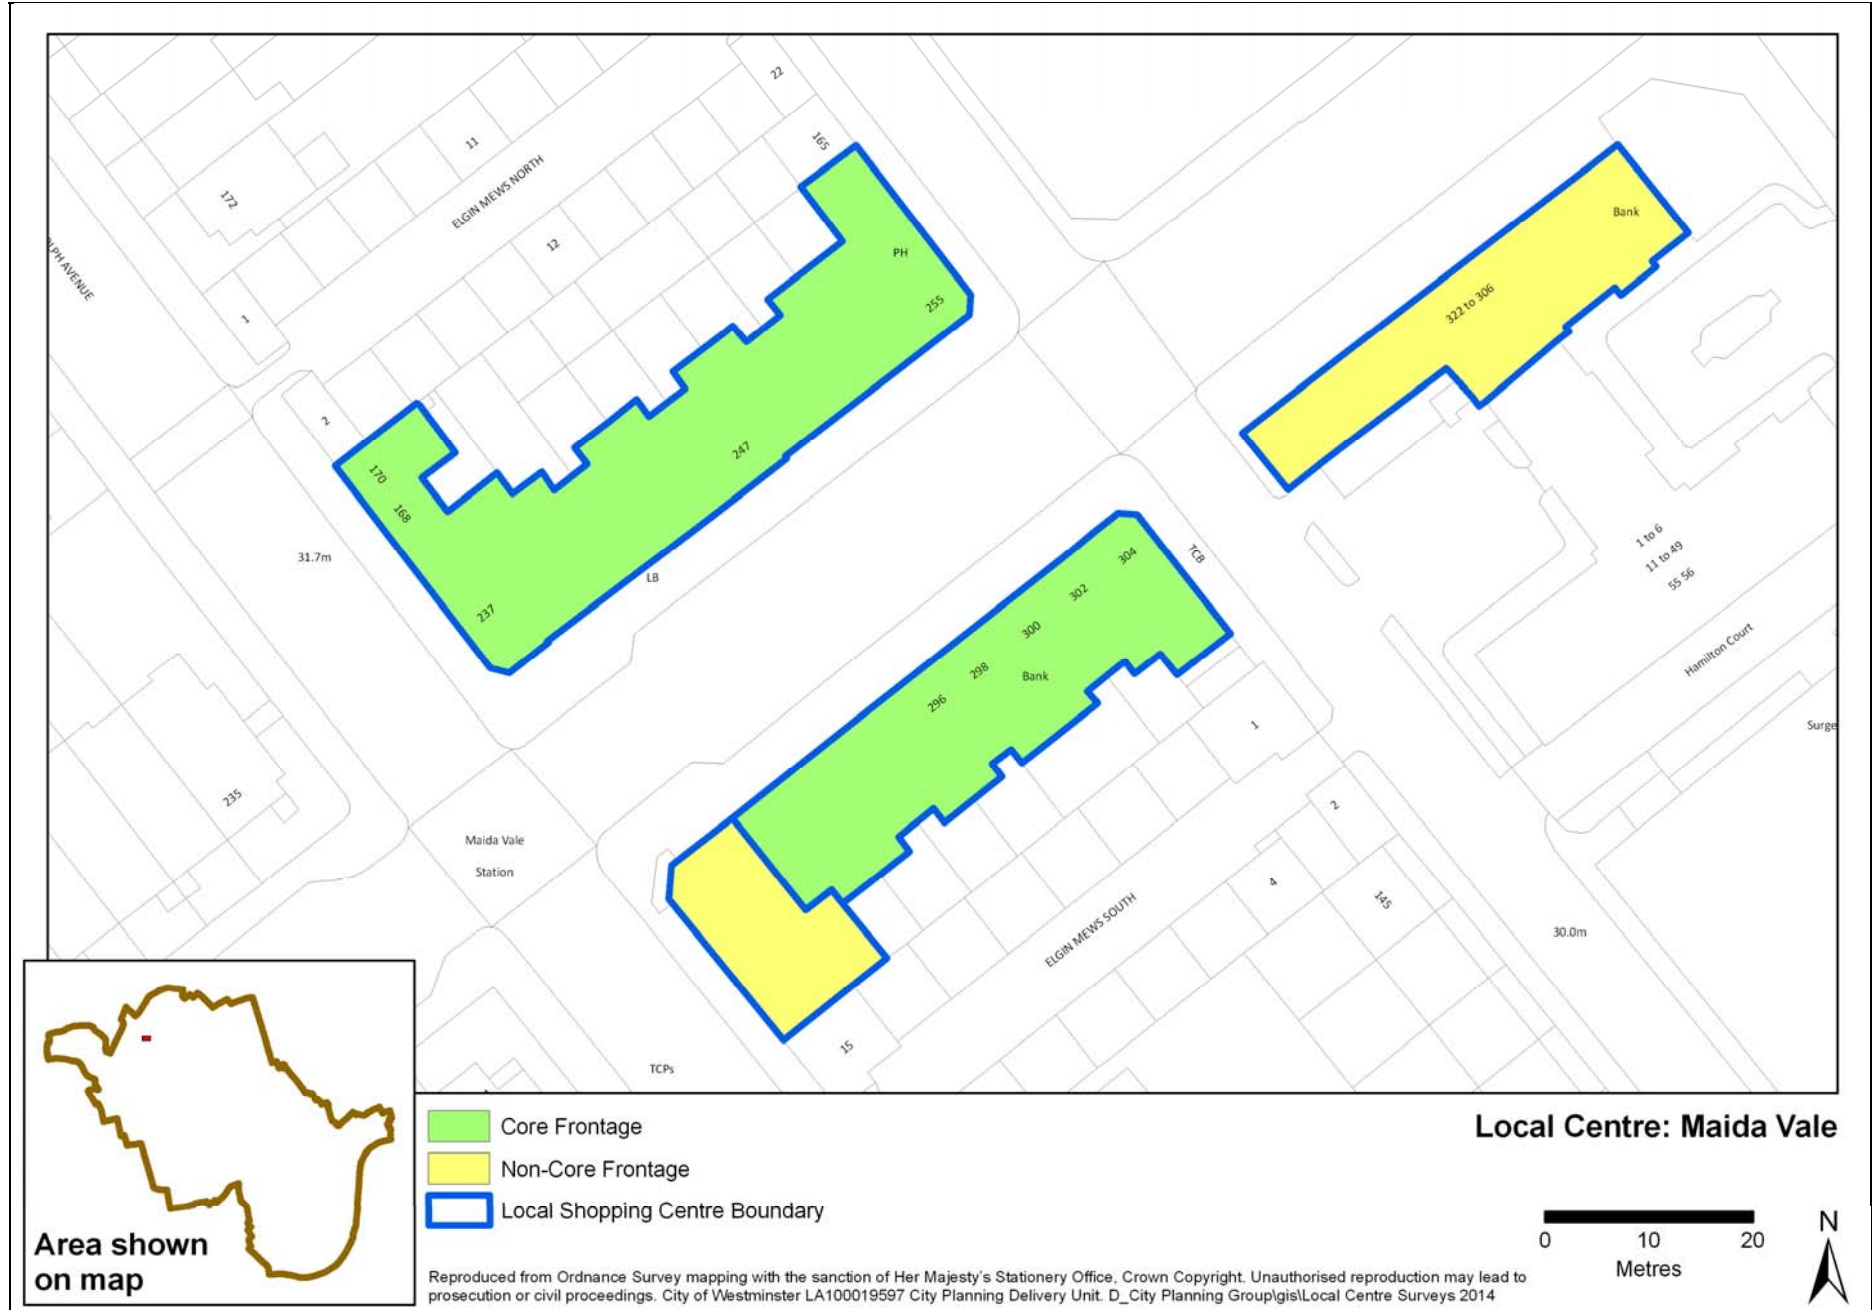 22
165
11
ELGIN MEWS NORTH
172
12
Bank
PH
255
LPH AVENUE
1
322 to 306
2
170
247
168
31.7m
LB
237
304
TCB
302
300
298
Bank
296
1 to 6
11 to 49
55 56
Hamilton Court
1
Surge
235
2
Maida Vale
Station
4
145
ELGIN MEWS SOUTH
30.0m
15
TCPs
Core Frontage
Non-Core Frontage
Local Shopping Centre Boundary
Local Centre: Maida Vale
Area shown
on map
0 10 20
Metres
N
Reproduced from Ordnance Survey mapping with the sanction of Her Majesty's Stationery Office, Crown Copyright. Unauthorised reproduction may lead to
prosecution or civil proceedings. City of Westminster LA100019597 City Planning Delivery Unit. D_City Planning Group\gis\Local Centre Surveys 2014